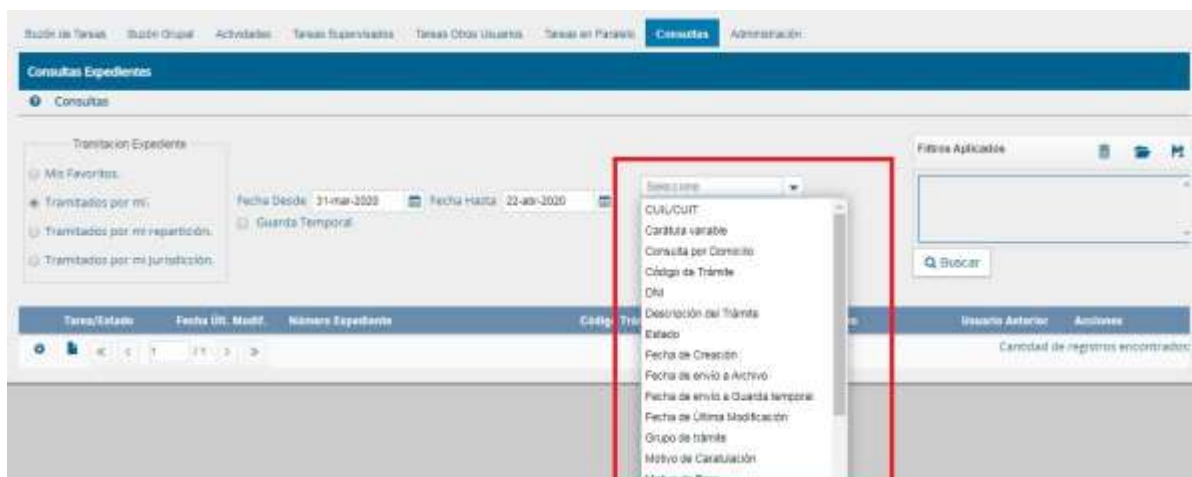 Buzón de Tareas Buzón Grupal Actividades Tareas Supervisados Tareas Otros Usuarios Tareas en Paralelo Consultas Administración
Consultas Expedientes
Consultas
Tramitacion Expediente
Mis Favoritos.
Tramitados por mí.
Tramitados por mi repartición.
Tramitados por mi jurisdicción.
Fecha Desde 31-mar-2020 Fecha Hasta 22-abr-2020
Guarda Temporal
Seleccione
CUIL/CUIT
Carátula variable
Consulta por Domicilio
Código de Trámite
DNI
Descripción del Trámite
Estado
Fecha de Creación
Fecha de envío a Archivo
Fecha de envío a Guarda temporal
Fecha de Última Modificación
Grupo de trámite
Motivo de Caratulación
Filtros Aplicados
Buscar
Tarea/Estado Fecha Últ. Modif. Número Expediente Código Usuario Anterior Acciones
1 / 1
Cantidad de registros encontrados: